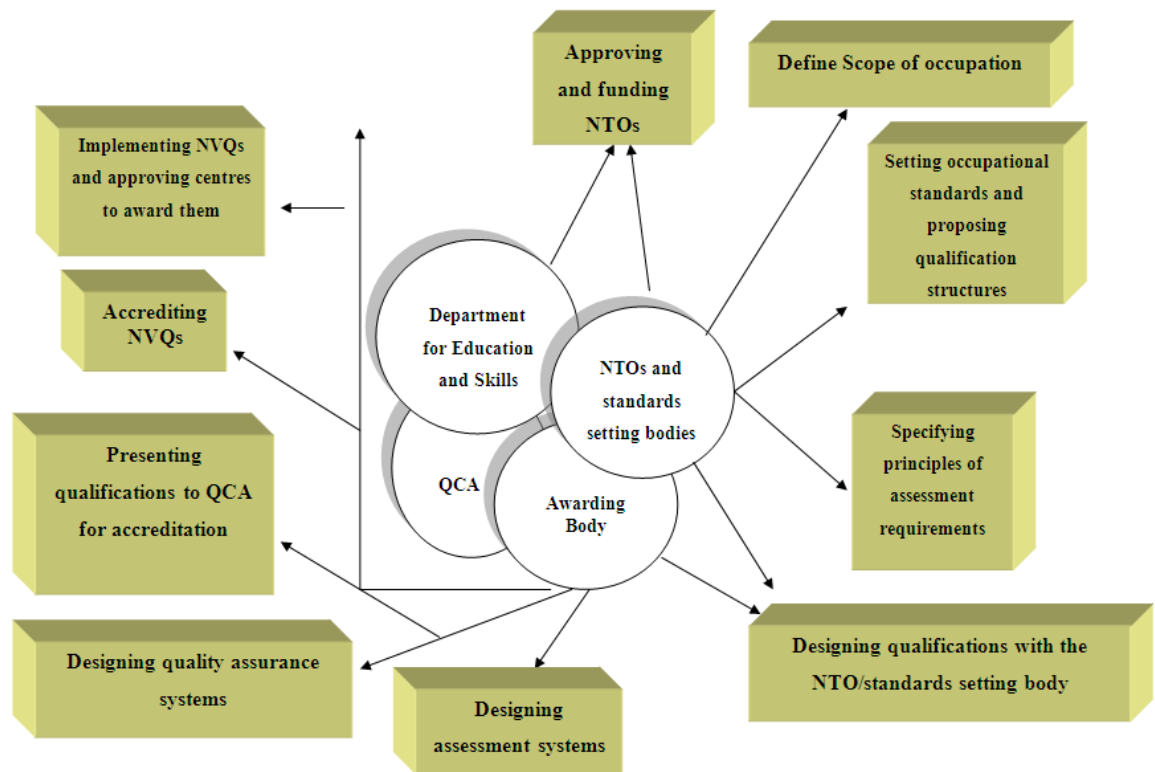 Approving
and funding
NTOs
Define Scope of occupation
Implementing NVQs
and approving centres
to award them
Setting occupational
standards and
proposing
qualification
structures
Accrediting
NVQs
Department
for Education
and Skills
NTOs and
standards
setting bodies
Presenting
qualifications to QCA
for accreditation
QCA
Awarding
Body
Specifying
principles of
assessment
requirements
Designing quality assurance
systems
Designing
assessment systems
Designing qualifications with the
NTO/standards setting body